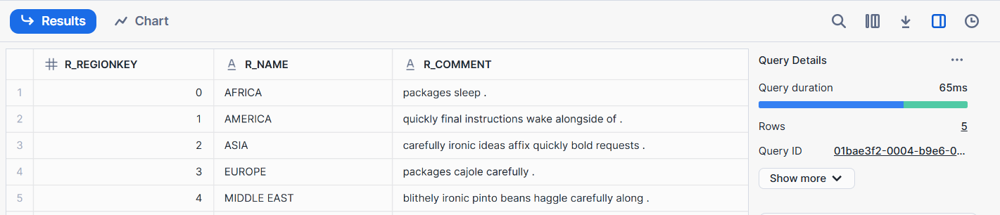 Results Chart
R_REGIONKEY R_NAME R_COMMENT
1 0 AFRICA packages sleep .
2 1 AMERICA quickly final instructions wake alongside of .
3 2 ASIA carefully ironic ideas affix quickly bold requests .
4 3 EUROPE packages cajole carefully .
5 4 MIDDLE EAST blithely ironic pinto beans haggle carefully along .
Query Details
Query duration 65ms
Rows 5
Query ID 01bae3f2-0004-b9e6-0...
Show more